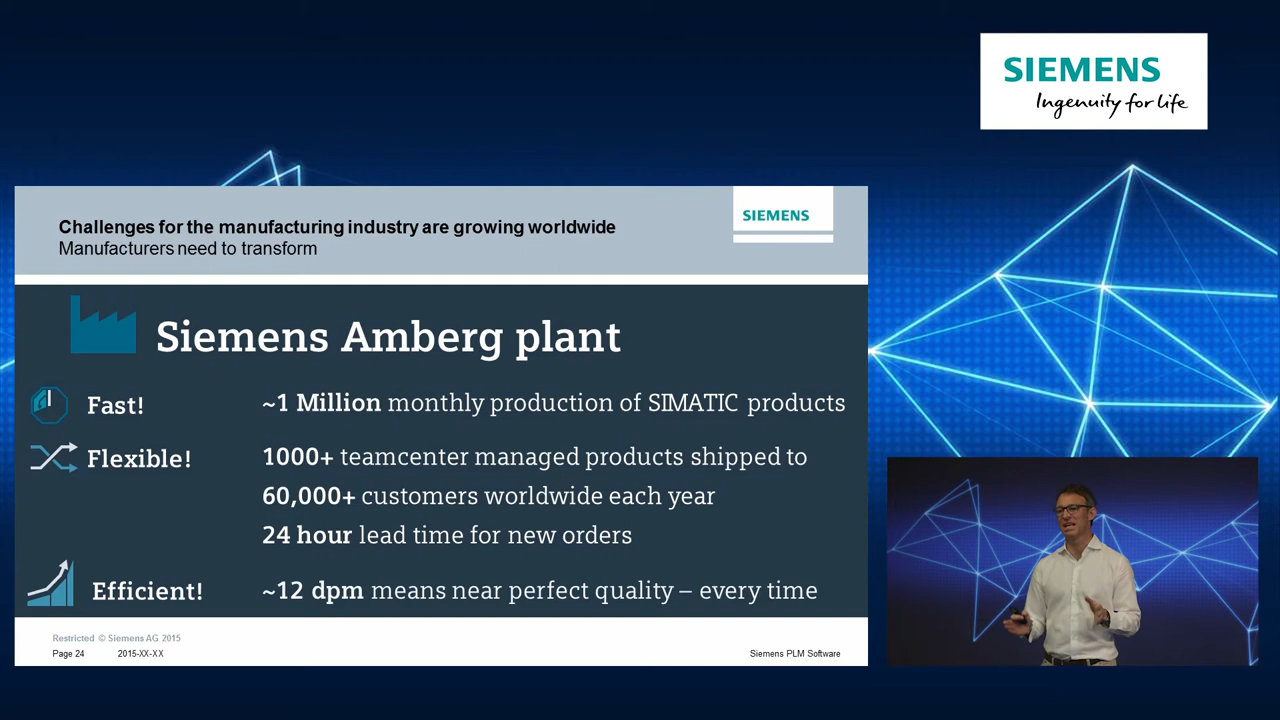 SIEMENS
Ingenuity for life
Challenges for the manufacturing industry are growing worldwide
Manufacturers need to transform
SIEMENS
Siemens Amberg plant
Fast!
~1 Million monthly production of SIMATIC products
Flexible!
1000+ teamcenter managed products shipped to
60,000+ customers worldwide each year
24 hour lead time for new orders
Efficient!
~12 dpm means near perfect quality – every time
Restricted © Siemens AG 2015
Page 24
2015-XX-XX
Siemens PLM Software